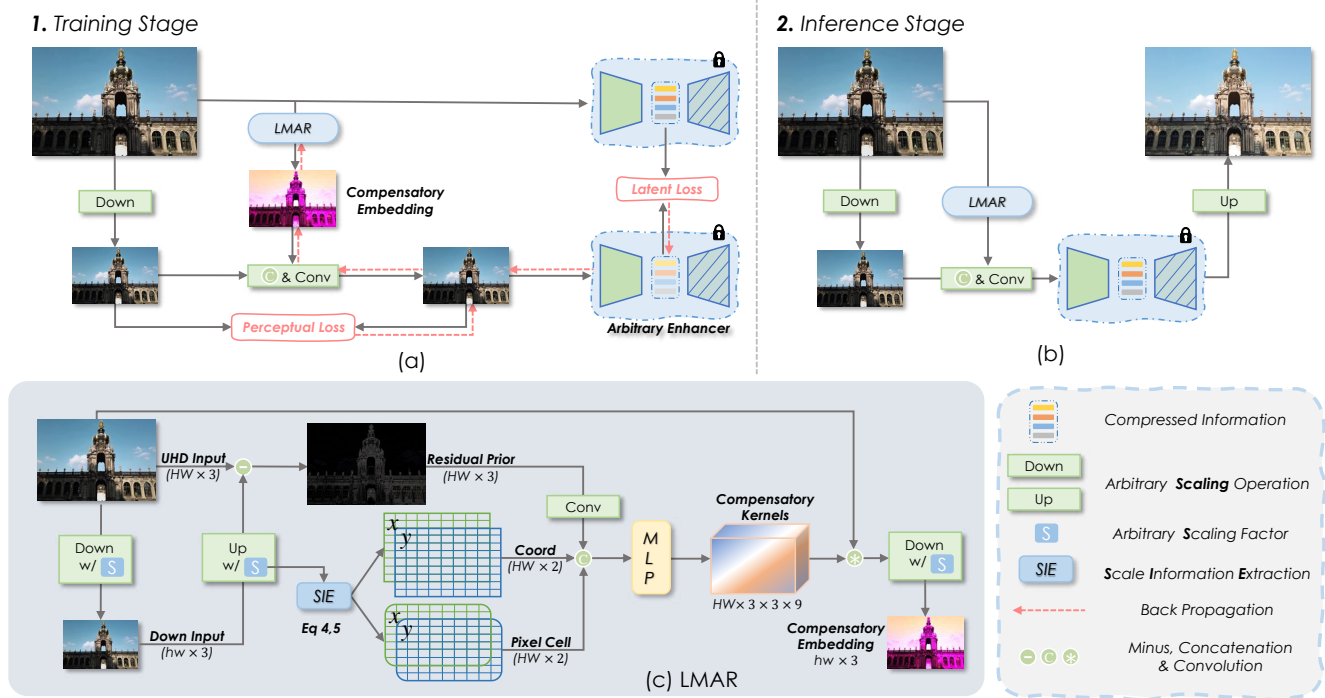 1. Training Stage
LMAR
Down
Compensatory
Embedding
Latent Loss
C & Conv
Perceptual Loss
Arbitrary Enhancer
(a)
2. Inference Stage
Down
LMAR
Up
C & Conv
(b)
UHD Input
(HW × 3)
−
Residual Prior
(HW × 3)
Conv
Down
w/ S
Up
w/ S
SIE
Eq 4,5
x
y
Coord
(HW × 2)
x
y
Pixel Cell
(HW × 2)
C
M
L
P
Compensatory
Kernels
HW × 3 × 3 × 9
*
Down
w/ S
Down Input
(hw × 3)
Compensatory
Embedding
hw × 3
(c) LMAR
Compressed Information
Down
Up
Arbitrary Scaling Operation
S
Arbitrary Scaling Factor
SIE
Scale Information Extraction
Back Propagation
− C *
Minus, Concatenation
& Convolution